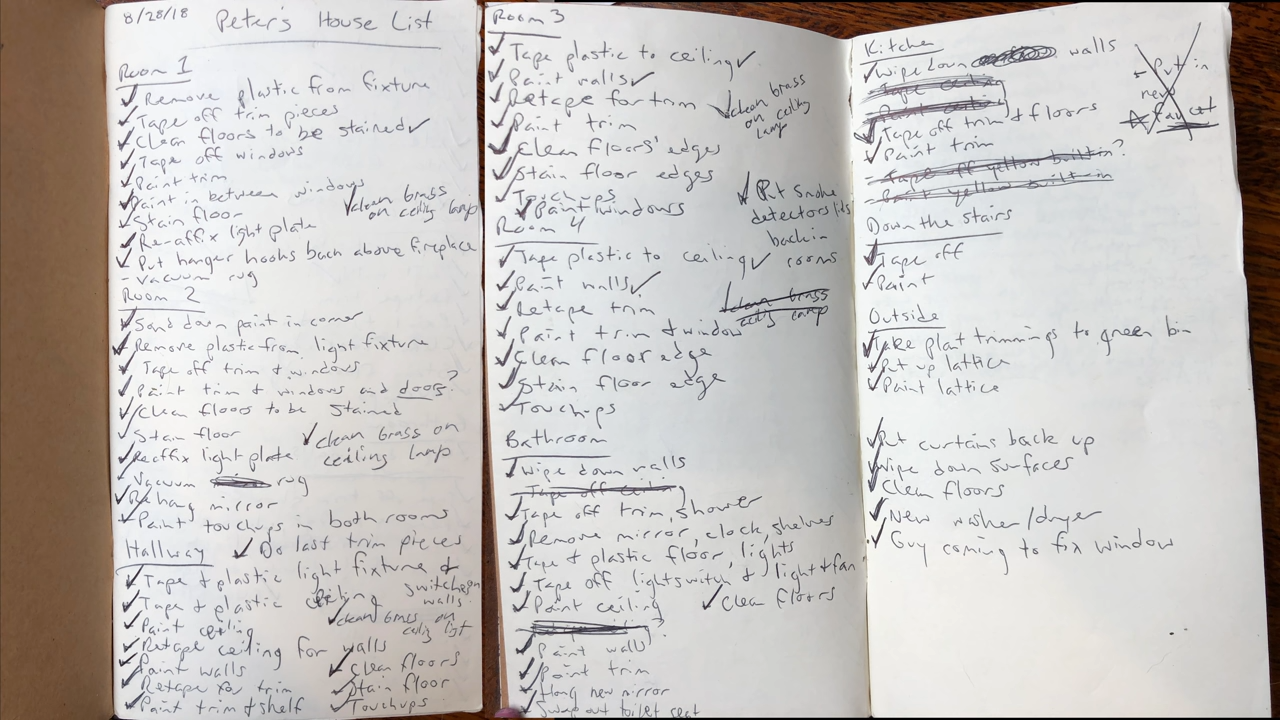 8/28/18
Peter's House List
Room 1
✓ Remove plastic from fixture
✓ Tape off trim pieces
✓ Clean floors to be stained ✓
✓ Tape off windows
✓ Paint trim
✓ Paint in between windows
✓ Stain floor
✓ clean brass
on ceiling lamp
✓ Re-affix light plate
✓ Put hanger hooks back above fireplace
✓ Vacuum rug
Room 2
✓ Sand down paint in corner
✓ Remove plastic from light fixture
✓ Tape off trim & windows
✓ Paint trim & windows and doors?
✓ Clean floors to be stained
✓ Stain floor
✓ clean brass on
ceiling lamp
✓ Reaffix light plate
✓ Vacuum rug
✓ Rehang mirror
✓ Paint touchups in both rooms
✓ Do last trim pieces
Hallway
✓ Tape & plastic light fixture &
switches on
walls
✓ Tape & plastic ceiling
✓ Paint ceiling
✓ clean brass on
✓ Retape ceiling for walls
✓ Paint walls
✓ Retape for trim
✓ Paint trim & shelf
✓ Clean floors
✓ Stain floor
✓ Touchups
Room 3
✓ Tape plastic to ceiling ✓
✓ Paint walls ✓
✓ Retape for trim
✓ clean brass
on ceiling
lamp
✓ Paint trim
✓ Clean floors' edges
✓ Stain floor edges
✓ Touchups
✓ Paint windows
✓ Put smoke
detectors lids
back in
rooms
Room 4
✓ Tape plastic to ceiling ✓
✓ Paint walls ✓
✓ Retape trim
✓ clean brass
ceiling lamp
✓ Paint trim & window
✓ Clean floor edge
✓ Stain floor edge
✓ Touchups
Bathroom
✓ Wipe down walls
Tape off ceiling
✓ Tape off trim, shower
✓ Remove mirror, clock, shelves
✓ Tape & plastic floor, lights
✓ Tape off lightswitch & light & fan
✓ Paint ceiling
✓ Clean floors
✓ Paint walls
✓ Paint trim
✓ Hang new mirror
✓ Swap out toilet seat
Kitchen
✓ Wipe down walls
Tape ceiling
Paint ceiling
✓ Tape off trim & floors
✓ Paint trim
Tape off yellow built in?
Paint yellow built in
Put in
new
faucet
Down the stairs
✓ Tape off
✓ Paint
Outside
✓ Take plat trimmings to green bin
✓ Put up lattice
✓ Paint lattice
✓ Put curtains back up
✓ Wipe down surfaces
✓ Clean floors
✓ New washer/dryer
✓ Guy coming to fix window